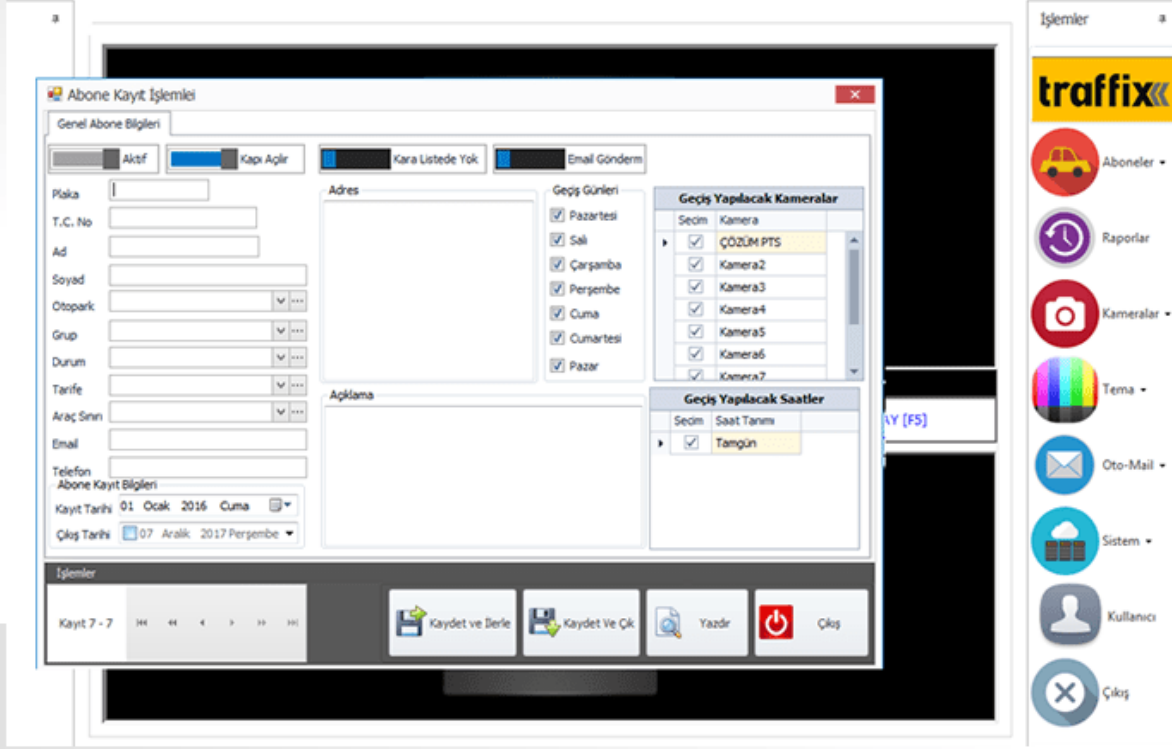 İşlemler
traffix
Aboneler
Raporlar
Kameralar
Tema
Oto-Mail
Sistem
Kullanıcı
Çıkış
Abone Kayıt İşlemlei
Genel Abone Bilgileri
Aktif
Kapı Açlır
Kara Listede Yok
Email Gönderm
Plaka
T.C. No
Ad
Soyad
Otopark
Grup
Durum
Tarife
Araç Sınırı
Email
Telefon
Abone Kayıt Bilgileri
Kayıt Tarihi 01 Ocak 2016 Cuma
Çıkış Tarihi 07 Aralık 2017 Perşembe
Adres
Açıklama
Geçiş Günleri
Pazartesi
Salı
Çarşamba
Perşembe
Cuma
Cumartesi
Pazar
Geçiş Yapılacak Kameralar
Secim Kamera
ÇÖZÜM PTS
Kamera2
Kamera3
Kamera4
Kamera5
Kamera6
Kamera7
Geçiş Yapılacak Saatler
Secim Saat Tanımı
Tamgün
AY [F5]
İşlemler
Kayıt 7 - 7
Kaydet ve İlerle
Kaydet Ve Çık
Yazdır
Çıkış